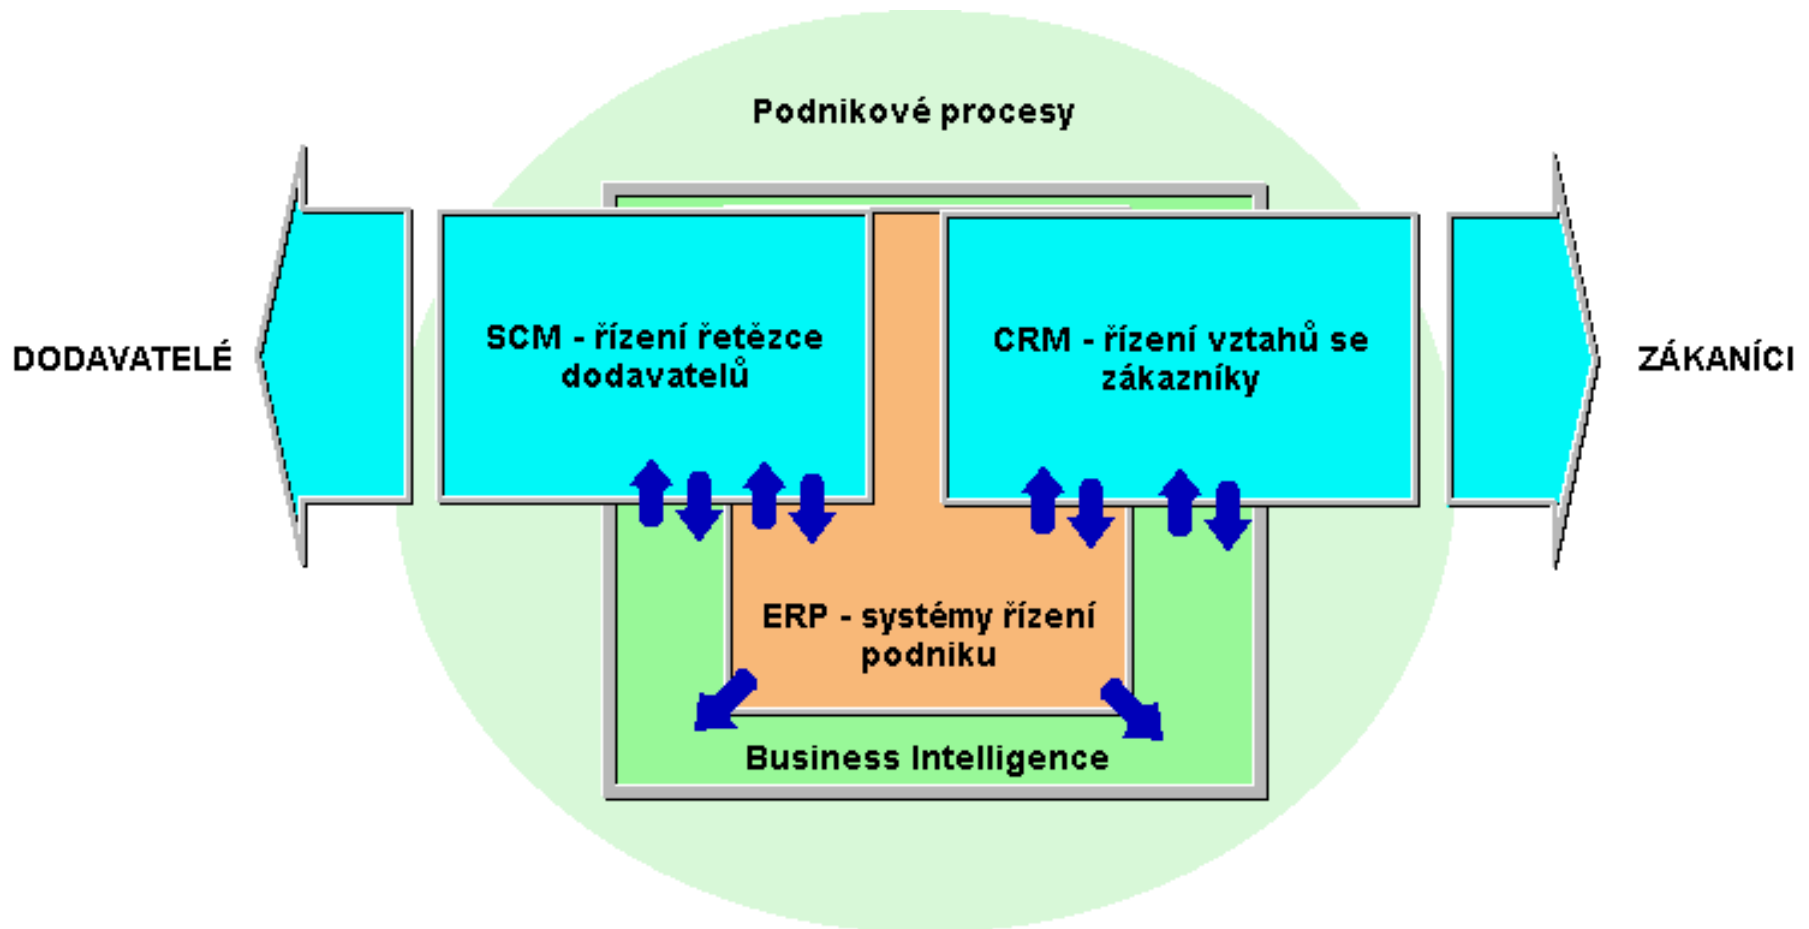 Podnikové procesy
DODAVATELÉ
SCM - řízení řetězce
dodavatelů
CRM - řízení vztahů se
zákazníky
ZÁKANÍCI
ERP - systémy řízení
podniku
Business Intelligence